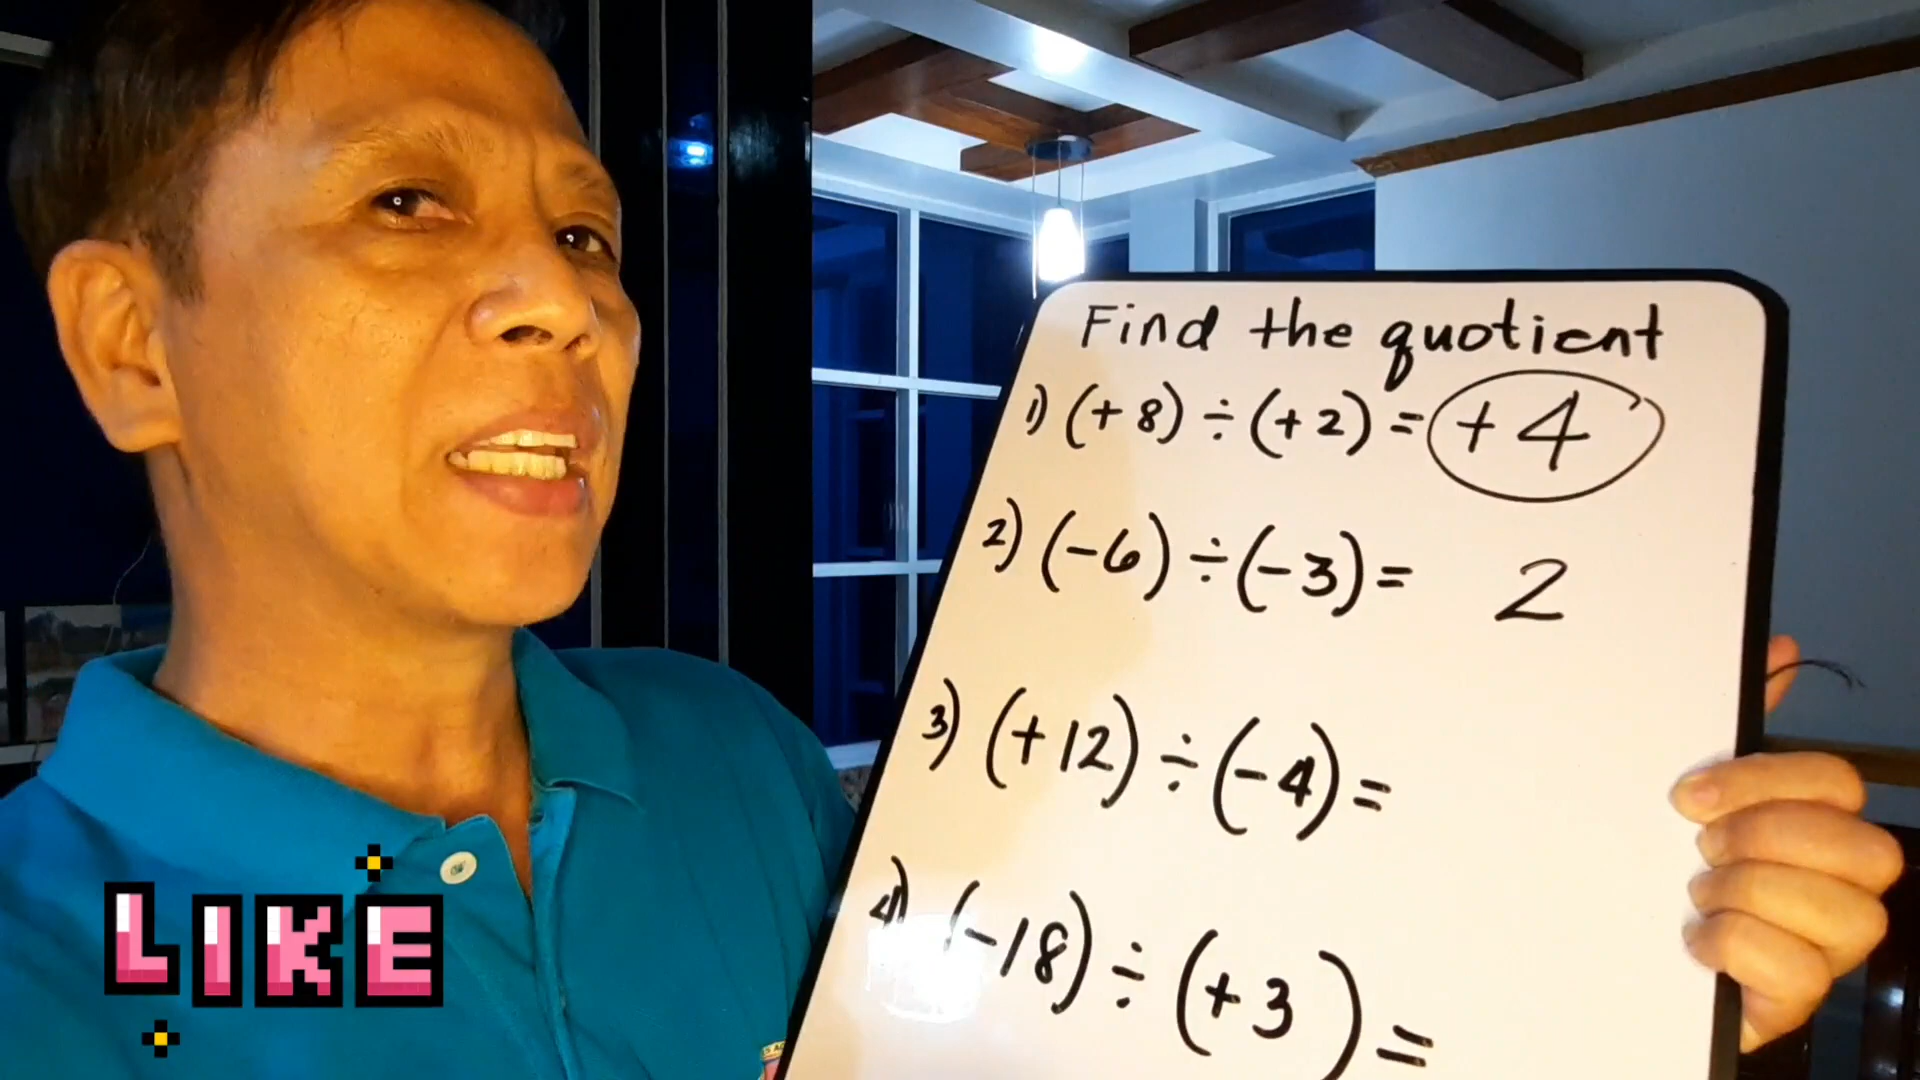 Find the quotient
1) (+8) ÷ (+2) = +4
2) (-6) ÷ (-3) = 2
3) (+12) ÷ (-4) =
4) (-18) ÷ (+3) =
LIKE